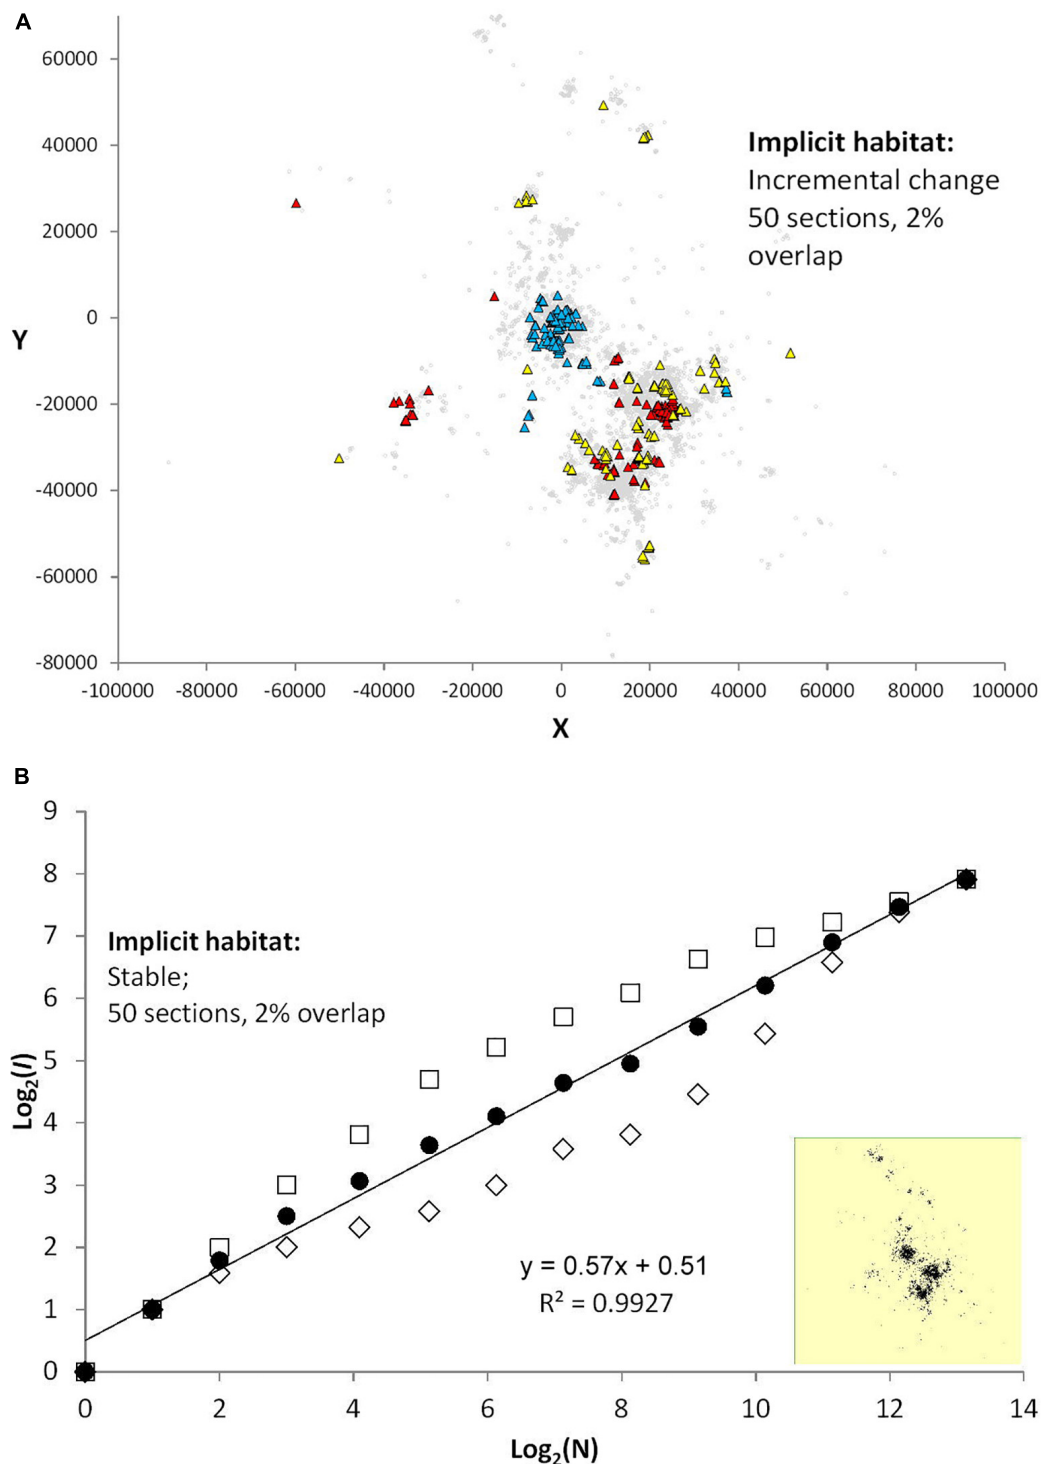 A
60000
40000
20000
0
-20000
-40000
-60000
-80000
Y
Implicit habitat:
Incremental change
50 sections, 2%
overlap
-100000 -80000 -60000 -40000 -20000 0 20000 40000 60000 80000 100000
X
B
9
8
7
6
5
4
3
2
1
0
Log₂(I)
Implicit habitat:
Stable;
50 sections, 2% overlap
y = 0.57x + 0.51
R² = 0.9927
0 2 4 6 8 10 12 14
Log₂(N)